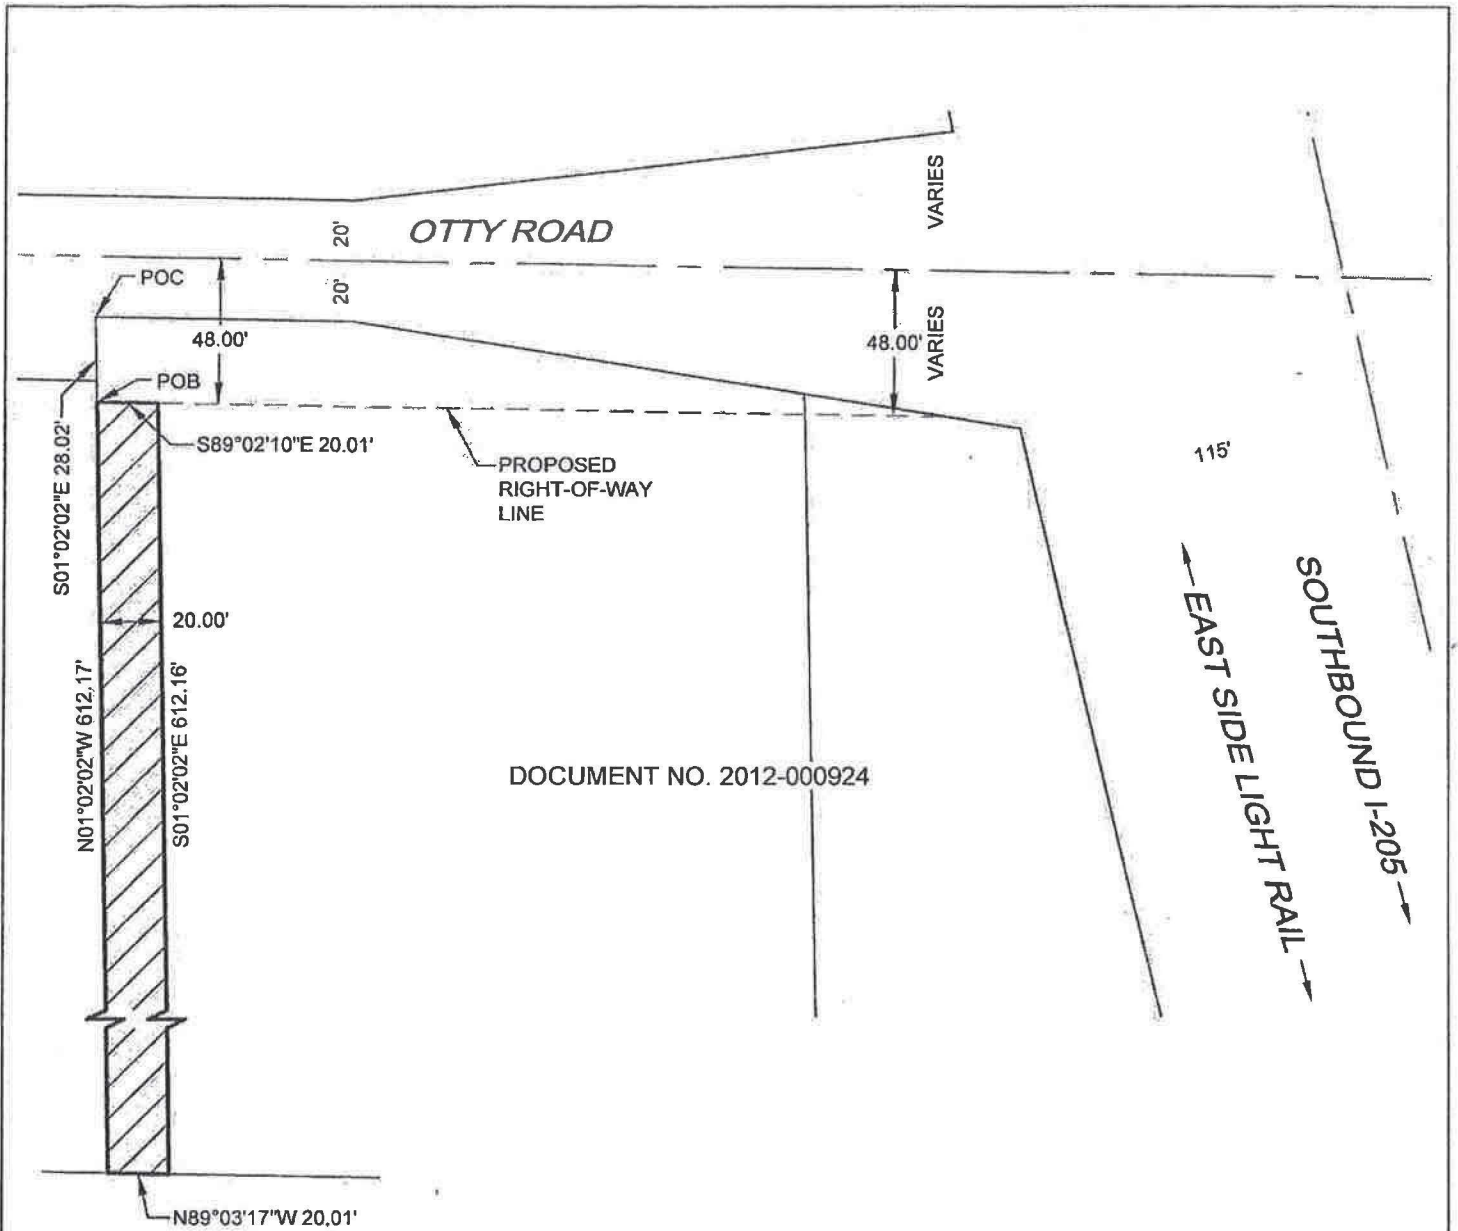 VARIES
20'
OTTY ROAD
POC
20'
48.00'
48.00'
VARIES
POB
S01°02'02"E 28.02'
S89°02'10"E 20.01'
PROPOSED
RIGHT-OF-WAY
LINE
115'
20.00'
N01°02'02"W 612.17'
S01°02'02"E 612.16'
DOCUMENT NO. 2012-000924
EAST SIDE LIGHT RAIL
SOUTHBOUND I-205
N89°03'17"W 20.01'